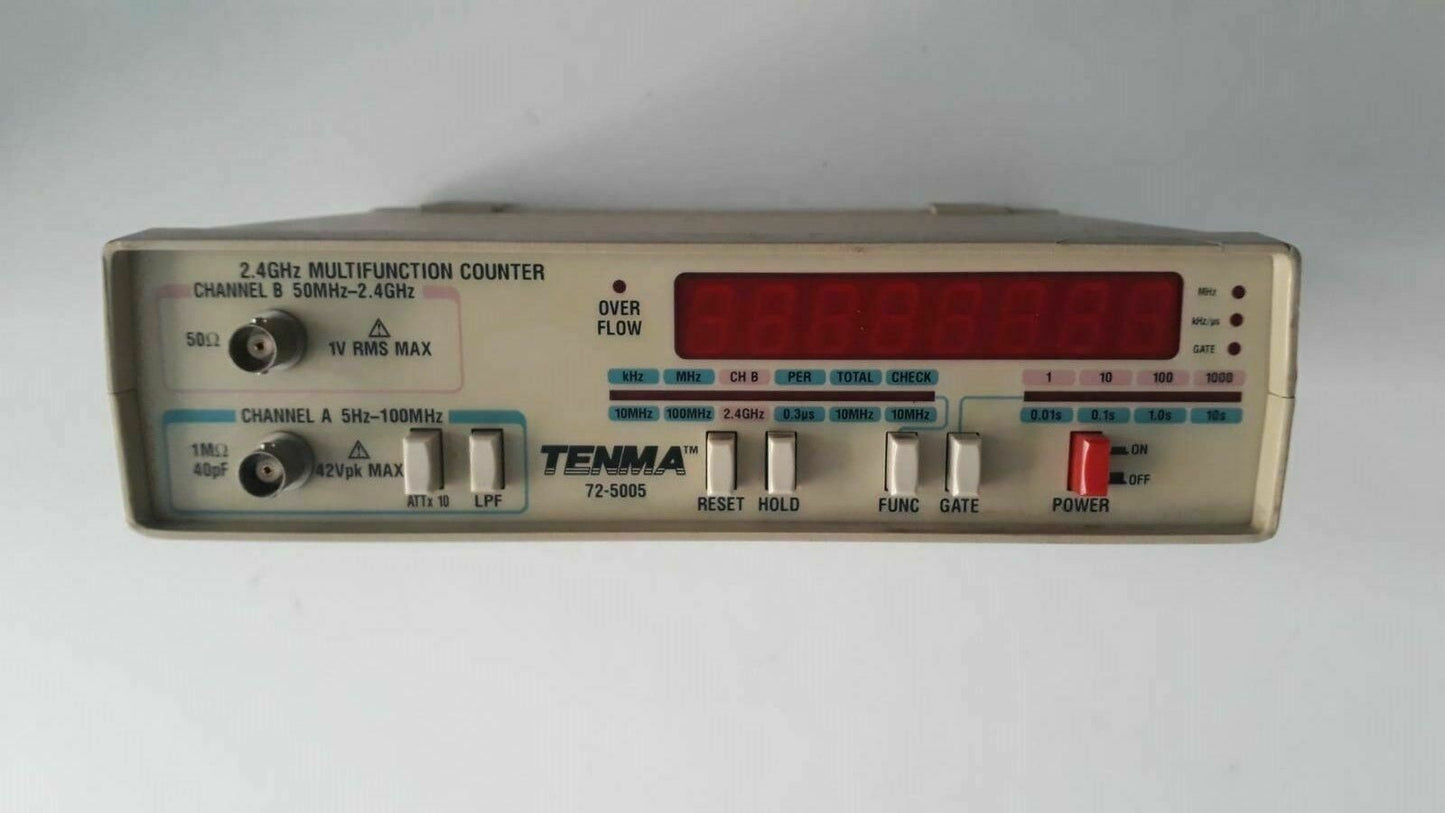 2.4GHz MULTIFUNCTION COUNTER
CHANNEL B 50MHz–2.4GHz
50Ω
1V RMS MAX
CHANNEL A 5Hz–100MHz
1MΩ
40pF
42Vpk MAX
ATTx 10
LPF
TENMA™
72-5005
OVER
FLOW
MHz
kHz/µs
GATE
kHz MHz CH B PER TOTAL CHECK
10MHz 100MHz 2.4GHz 0.3µs 10MHz 10MHz
1 10 100 1000
0.01s 0.1s 1.0s 10s
RESET HOLD
FUNC GATE
POWER
ON
OFF